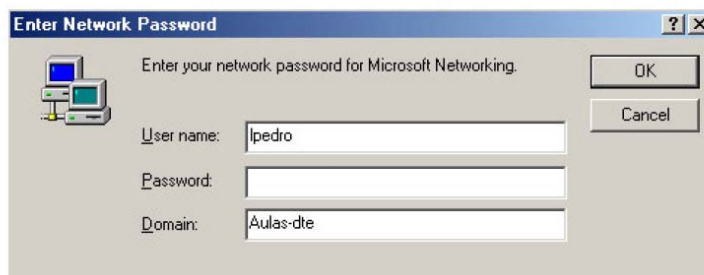 Enter Network Password
Enter your network password for Microsoft Networking.
OK
Cancel
User name: lpedro
Password:
Domain: Aulas-dte